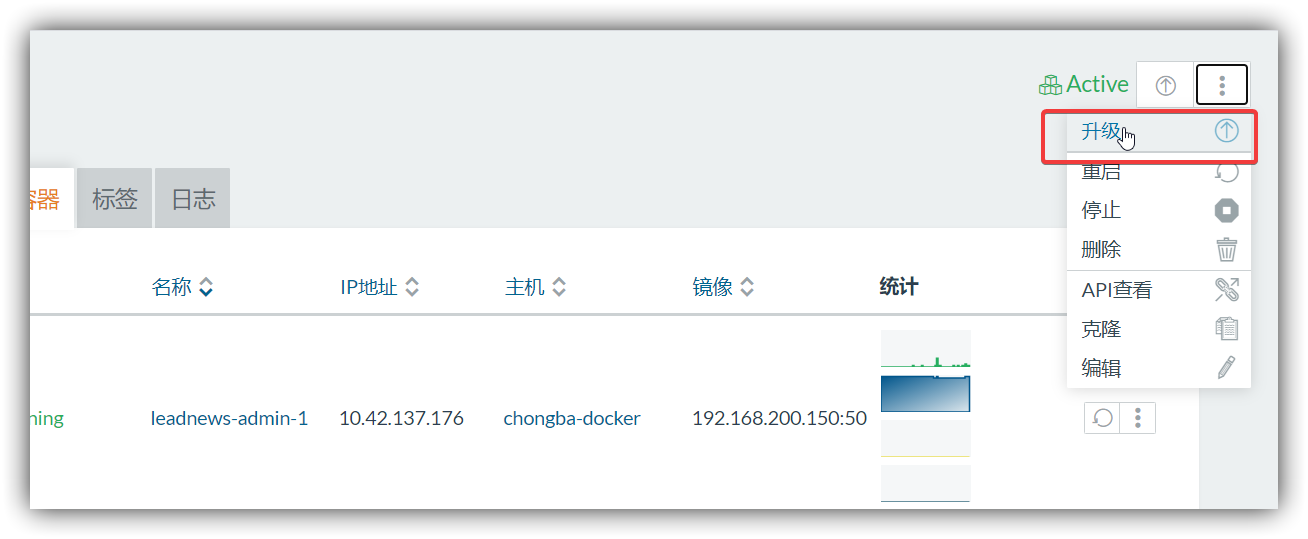 Active
升级
重启
停止
删除
API查看
克隆
编辑
容器 标签 日志
名称 IP地址 主机 镜像 统计
ning leadnews-admin-1 10.42.137.176 chongba-docker 192.168.200.150:50